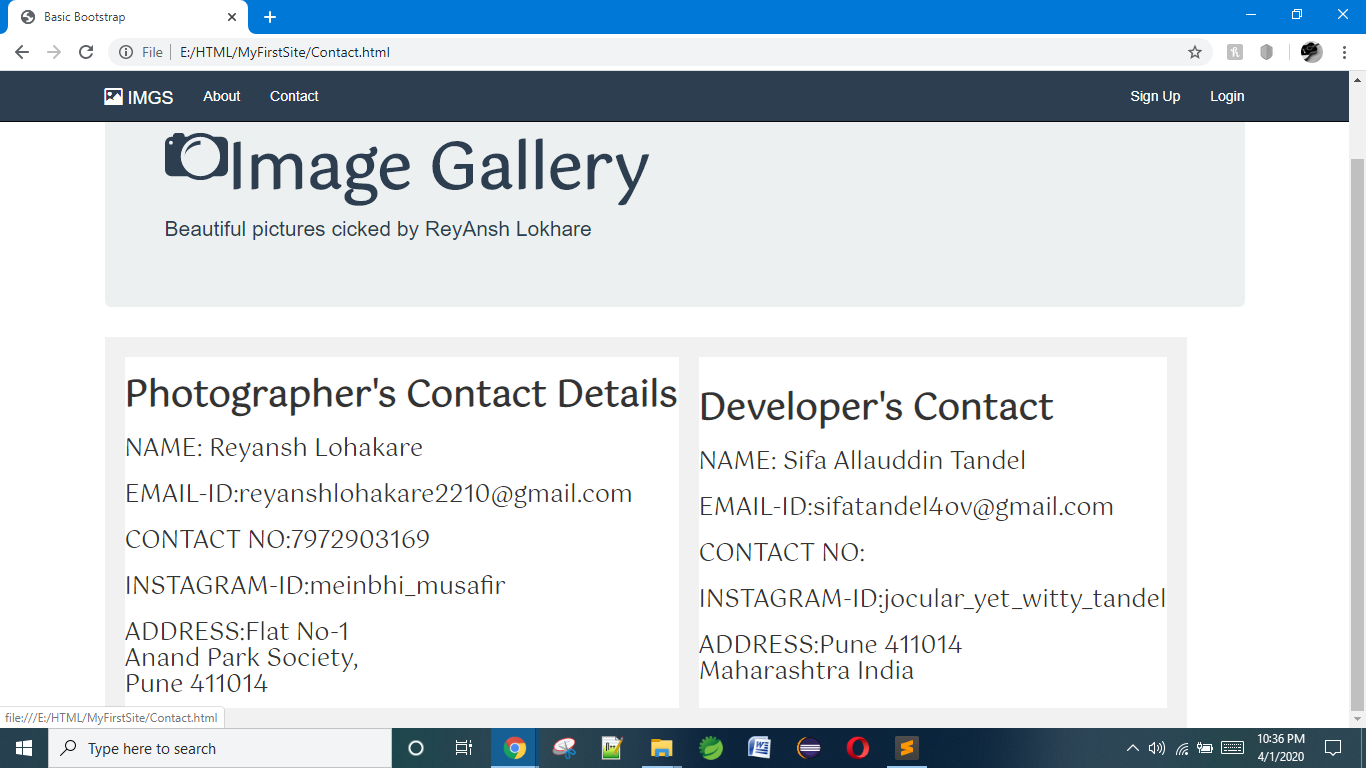 Basic Bootstrap
File
E:/HTML/MyFirstSite/Contact.html
IMGS About Contact Sign Up Login
Image Gallery
Beautiful pictures cicked by ReyAnsh Lokhare
Photographer's Contact Details
NAME: Reyansh Lohakare
EMAIL-ID:reyanshlohakare2210@gmail.com
CONTACT NO:7972903169
INSTAGRAM-ID:meinbhi_musafir
ADDRESS:Flat No-1
Anand Park Society,
Pune 411014
Developer's Contact
NAME: Sifa Allauddin Tandel
EMAIL-ID:sifatandel4ov@gmail.com
CONTACT NO:
INSTAGRAM-ID:jocular_yet_witty_tandel
ADDRESS:Pune 411014
Maharashtra India
file:///E:/HTML/MyFirstSite/Contact.html
Type here to search
10:36 PM
4/1/2020